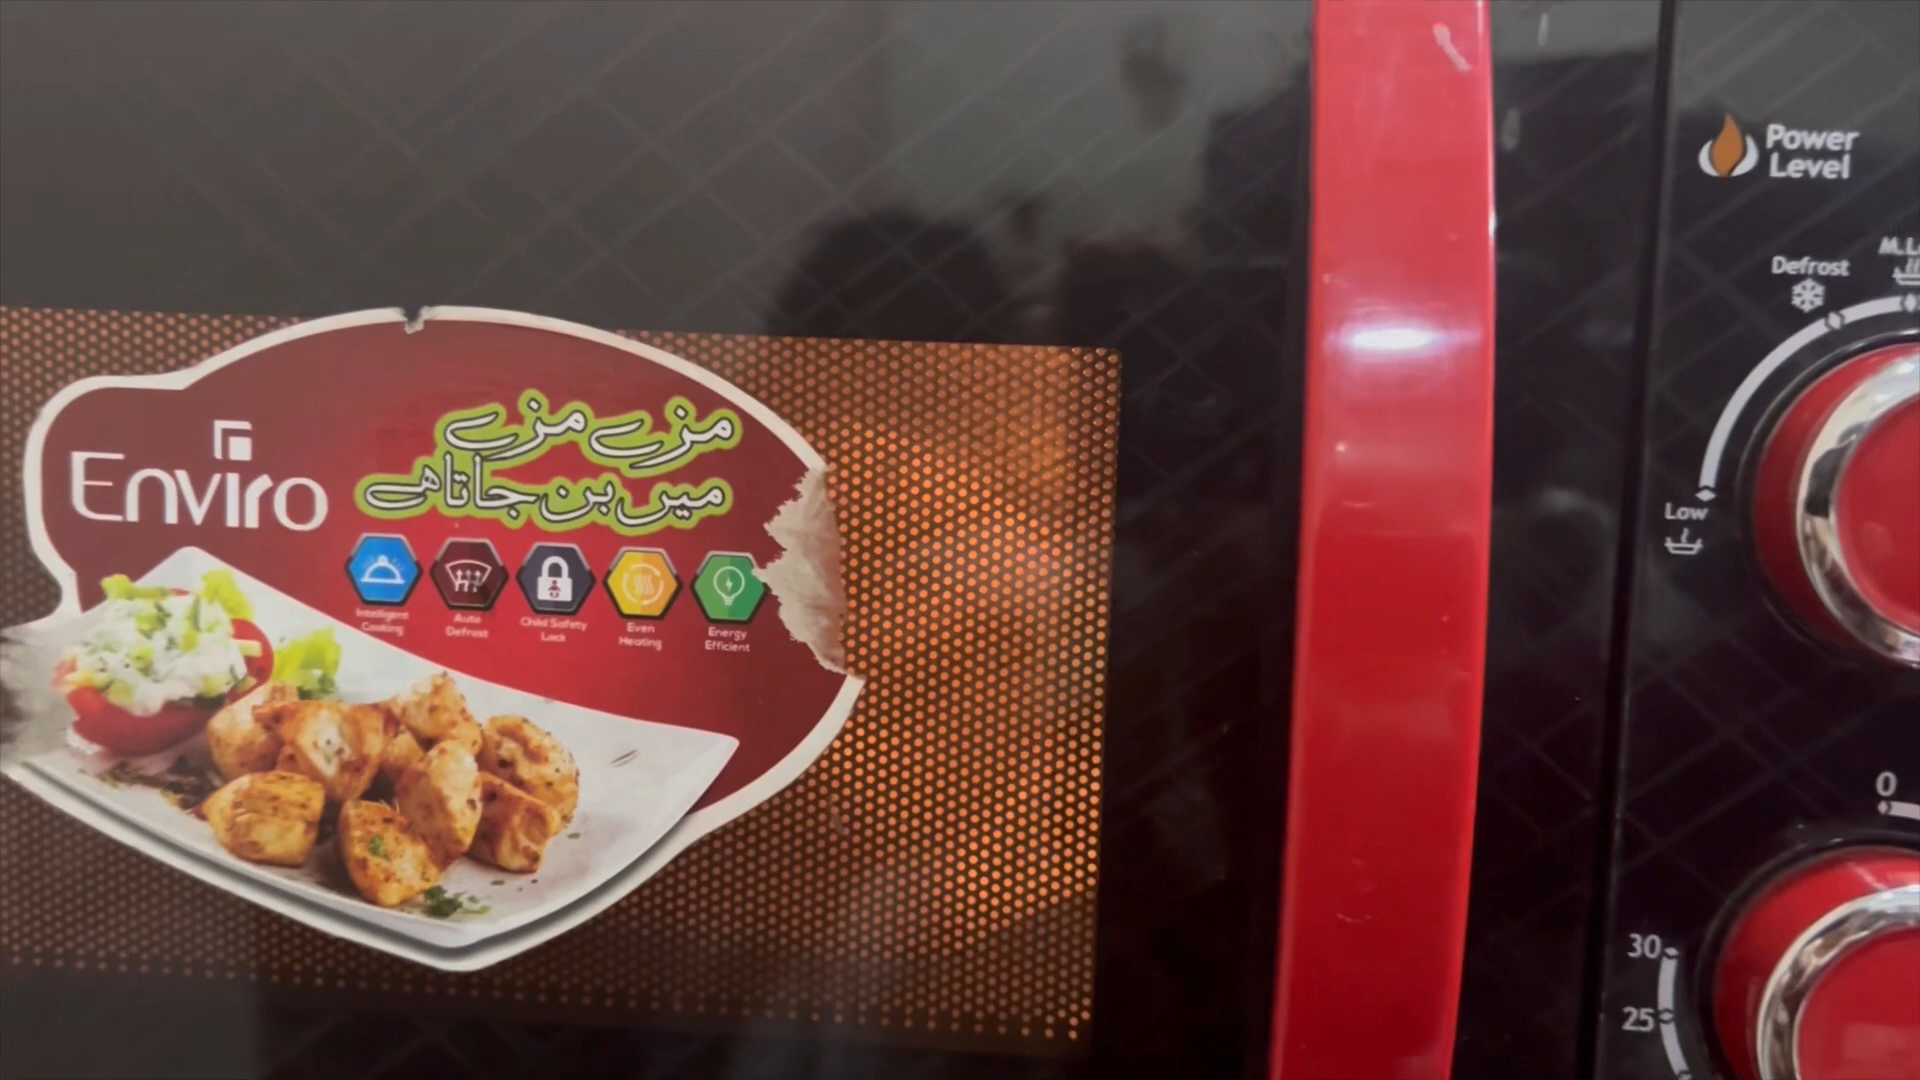 Enviro
مزے مزے
میں بن جاتا ہے
Intelligent
Cooking
Auto
Defrost
Child Safety
Lock
Even
Heating
Energy
Efficient
Power
Level
Defrost
Low
0
30
25